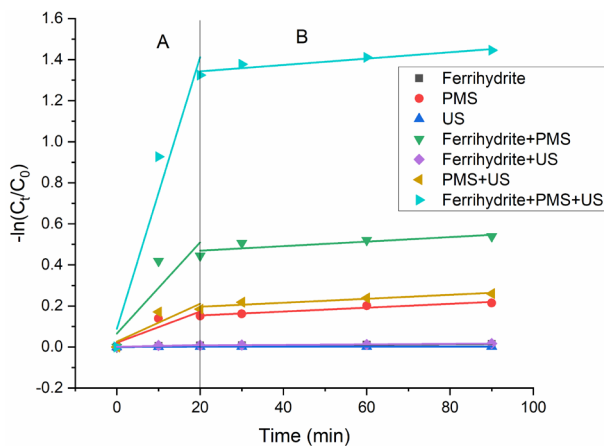 A
B
1.6
1.4
1.2
1.0
0.8
0.6
0.4
0.2
0.0
-0.2
-ln(Ct/C0)
Ferrihydrite
PMS
US
Ferrihydrite+PMS
Ferrihydrite+US
PMS+US
Ferrihydrite+PMS+US
0
20
40
60
80
100
Time (min)